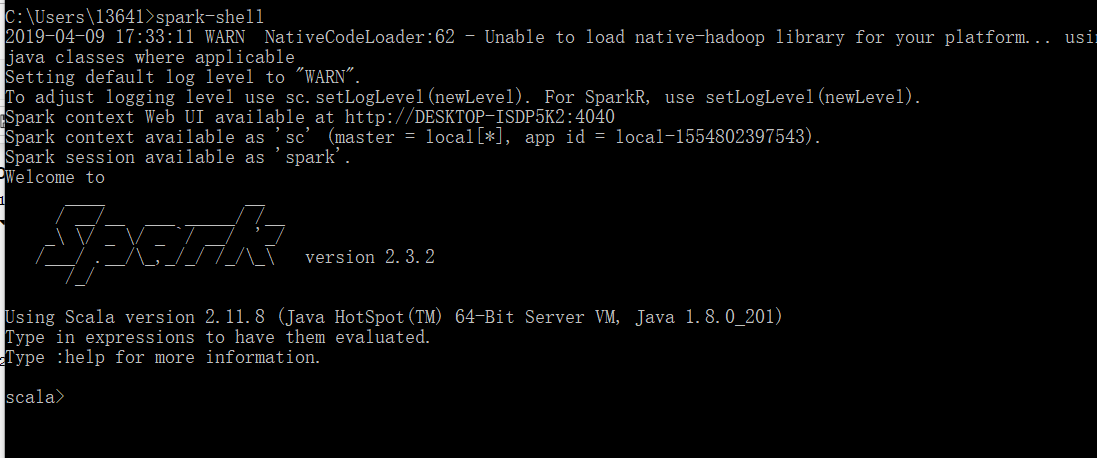 C:\Users\13641>spark-shell
2019-04-09 17:33:11 WARN  NativeCodeLoader:62 - Unable to load native-hadoop library for your platform... usin
java classes where applicable
Setting default log level to "WARN".
To adjust logging level use sc.setLogLevel(newLevel). For SparkR, use setLogLevel(newLevel).
Spark context Web UI available at http://DESKTOP-ISDP5K2:4040
Spark context available as 'sc' (master = local[*], app id = local-1554802397543).
Spark session available as 'spark'.
Welcome to
Spark version 2.3.2
Using Scala version 2.11.8 (Java HotSpot(TM) 64-Bit Server VM, Java 1.8.0_201)
Type in expressions to have them evaluated.
Type :help for more information.
scala>